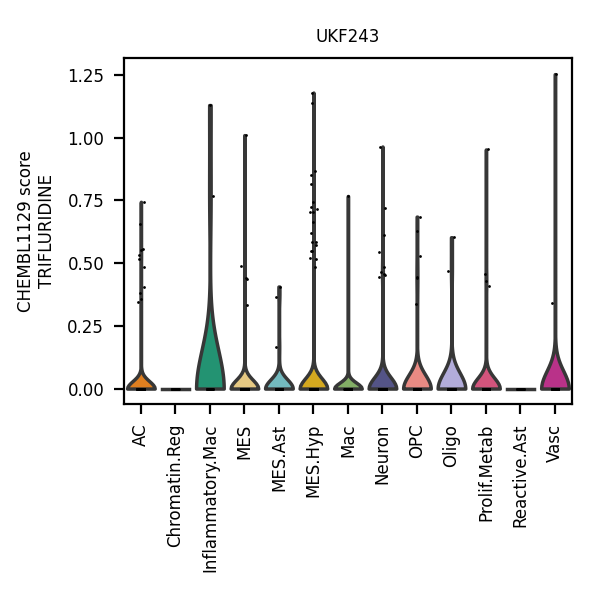 UKF243
CHEMBL1129 score
TRIFLURIDINE
1.25
1.00
0.75
0.50
0.25
0.00
AC
Chromatin.Reg
Inflammatory.Mac
MES
MES.Ast
MES.Hyp
Mac
Neuron
OPC
Oligo
Prolif.Metab
Reactive.Ast
Vasc